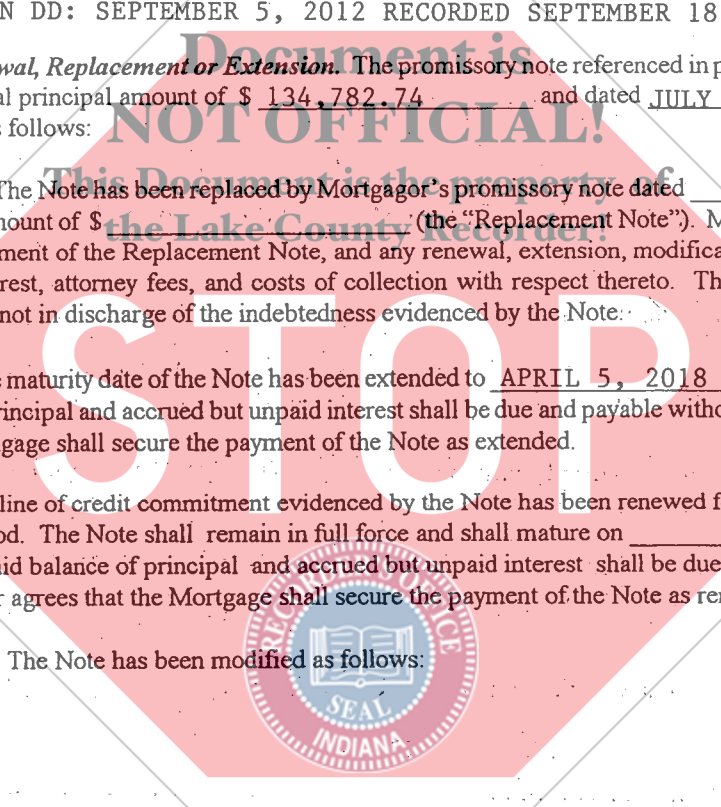 N DD: SEPTEMBER 5, 2012 RECORDED SEPTEMBER 18
Document is
wal, Replacement or Extension. The promissory note referenced in p
al principal amount of $ 134,782.74 and dated JULY
s follows:
NOT OFFICIAL!
This Document is the property of
The Note has been replaced by Mortgagor's promissory note dated
nount of $ (the "Replacement Note"). M
the Lake County Recorder!
ment of the Replacement Note, and any renewal, extension, modifica
rest, attorney fees, and costs of collection with respect thereto. Th
not in discharge of the indebtedness evidenced by the Note.
STOP
e maturity date of the Note has been extended to APRIL 5, 2018
rincipal and accrued but unpaid interest shall be due and payable witho
gage shall secure the payment of the Note as extended.
line of credit commitment evidenced by the Note has been renewed f
od. The Note shall remain in full force and shall mature on
aid balance of principal and accrued but unpaid interest shall be due
r agrees that the Mortgage shall secure the payment of the Note as ren
The Note has been modified as follows:
RECORDER'S OFFICE
SEAL
INDIANA